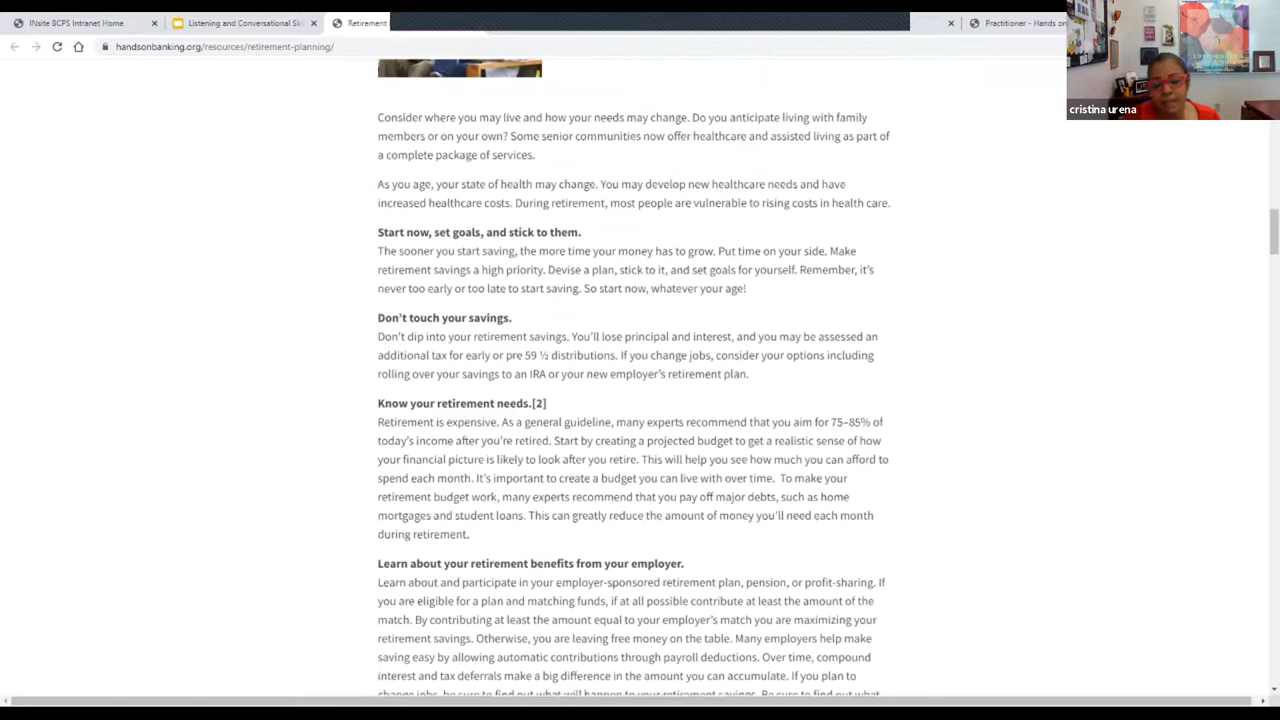 INsite BCPS Intranet Home
Listening and Conversational Ski
Retirement
Practitioner - Hands on
handsonbanking.org/resources/retirement-planning/
cristina urena
Consider where you may live and how your needs may change. Do you anticipate living with family
members or on your own? Some senior communities now offer healthcare and assisted living as part of
a complete package of services.
As you age, your state of health may change. You may develop new healthcare needs and have
increased healthcare costs. During retirement, most people are vulnerable to rising costs in health care.
Start now, set goals, and stick to them.
The sooner you start saving, the more time your money has to grow. Put time on your side. Make
retirement savings a high priority. Devise a plan, stick to it, and set goals for yourself. Remember, it’s
never too early or too late to start saving. So start now, whatever your age!
Don’t touch your savings.
Don’t dip into your retirement savings. You’ll lose principal and interest, and you may be assessed an
additional tax for early or pre 59 ½ distributions. If you change jobs, consider your options including
rolling over your savings to an IRA or your new employer’s retirement plan.
Know your retirement needs.[2]
Retirement is expensive. As a general guideline, many experts recommend that you aim for 75–85% of
today’s income after you’re retired. Start by creating a projected budget to get a realistic sense of how
your financial picture is likely to look after you retire. This will help you see how much you can afford to
spend each month. It’s important to create a budget you can live with over time. To make your
retirement budget work, many experts recommend that you pay off major debts, such as home
mortgages and student loans. This can greatly reduce the amount of money you’ll need each month
during retirement.
Learn about your retirement benefits from your employer.
Learn about and participate in your employer-sponsored retirement plan, pension, or profit-sharing. If
you are eligible for a plan and matching funds, if at all possible contribute at least the amount of the
match. By contributing at least the amount equal to your employer’s match you are maximizing your
retirement savings. Otherwise, you are leaving free money on the table. Many employers help make
saving easy by allowing automatic contributions through payroll deductions. Over time, compound
interest and tax deferrals make a big difference in the amount you can accumulate. If you plan to
change jobs, be sure to find out what will happen to your retirement savings. Be sure to find out what